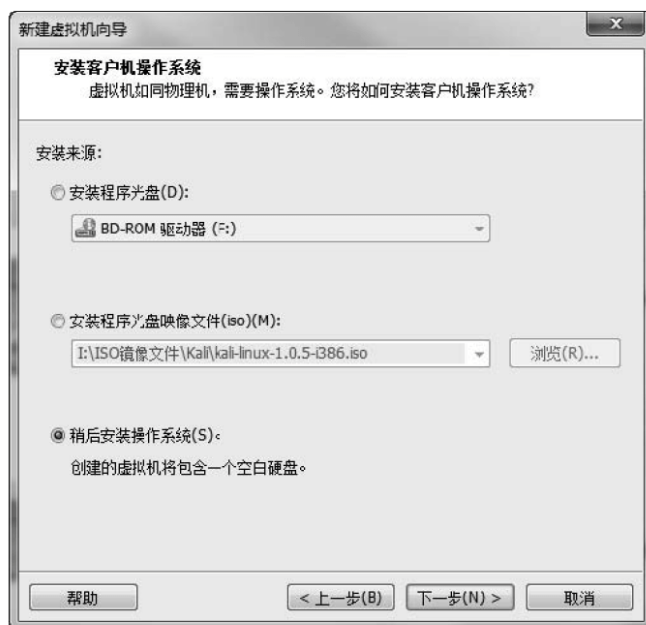 新建虚拟机向导
安装客户机操作系统
虚拟机如同物理机，需要操作系统。您将如何安装客户机操作系统?
安装来源:
安装程序光盘(D):
BD-ROM 驱动器 (F:)
安装程序光盘映像文件(iso)(M):
I:\ISO镜像文件\Kali\kali-linux-1.0.5-i386.iso
浏览(R)...
稍后安装操作系统(S)。
创建的虚拟机将包含一个空白硬盘。
帮助
< 上一步(B)
下一步(N) >
取消